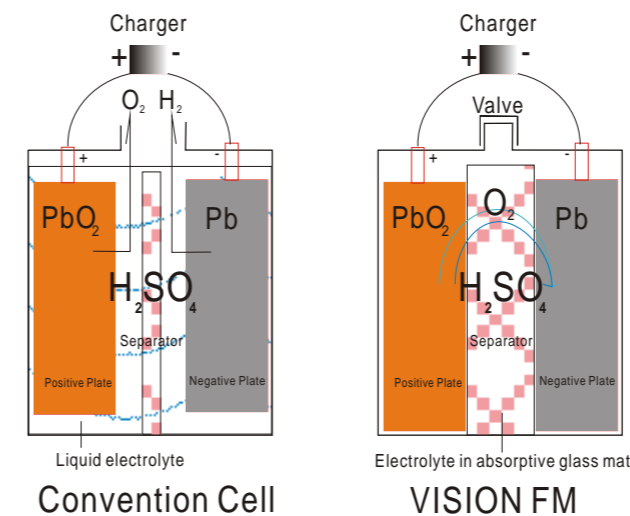 Charger
+ -
O₂ H₂
+ -
PbO₂ Pb
H₂SO₄
Separator
Positive Plate Negative Plate
Liquid electrolyte
Convention Cell
Charger
+ -
Valve
+ -
PbO₂ O₂ Pb
H₂SO₄
Separator
Positive Plate Negative Plate
Electrolyte in absorptive glass mat
VISION FM